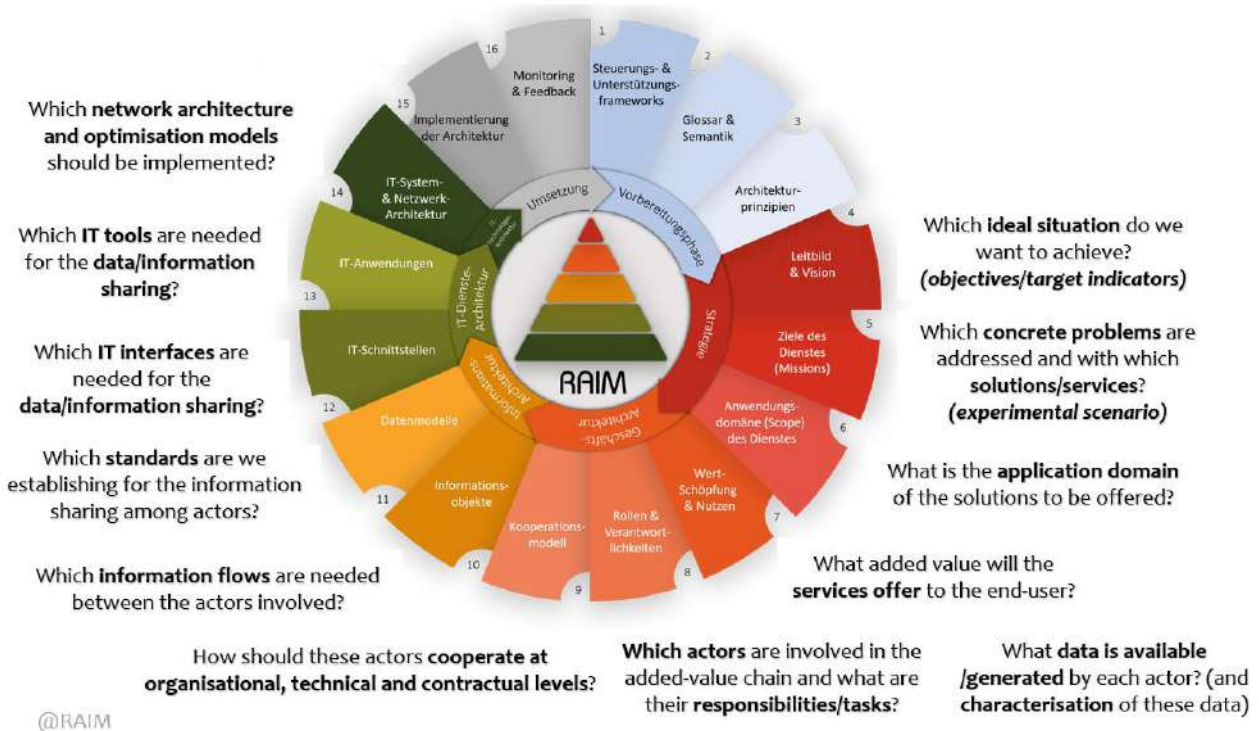 1
Steuerungs- &
Unterstützungs-
frameworks
2
Glossar &
Semantik
3
Architektur-
prinzipien
4
Leitbild
& Vision
5
Ziele des
Dienstes
(Missions)
6
Anwendungs-
domäne (Scope)
des Dienstes
7
Wert-
Schöpfung
& Nutzen
8
Rollen &
Verantwort-
lichkeiten
9
Kooperations-
modell
10
Informations-
objekte
11
Datenmodelle
12
IT-Schnittstellen
13
IT-Anwendungen
14
IT-System-
& Netzwerk-
Architektur
15
Implementierung
der Architektur
16
Monitoring
& Feedback
Vorbereitungsphase
Strategie
Geschäfts-
Architektur
Informations-
Architektur
IT-Dienste-
Architektur
Umsetzung
RAIM
Which network architecture
and optimisation models
should be implemented?
Which IT tools are needed
for the data/information
sharing?
Which IT interfaces are
needed for the
data/information sharing?
Which standards are we
establishing for the information
sharing among actors?
Which information flows are needed
between the actors involved?
How should these actors cooperate at
organisational, technical and contractual levels?
Which ideal situation do we
want to achieve?
(objectives/target indicators)
Which concrete problems are
addressed and with which
solutions/services?
(experimental scenario)
What is the application domain
of the solutions to be offered?
What added value will the
services offer to the end-user?
Which actors are involved in the
added-value chain and what are
their responsibilities/tasks?
What data is available
/generated by each actor? (and
characterisation of these data)
@RAIM